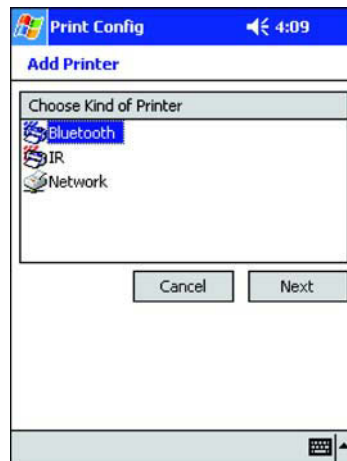 Print Config 4:09
Add Printer
Choose Kind of Printer
Bluetooth
IR
Network
Cancel Next